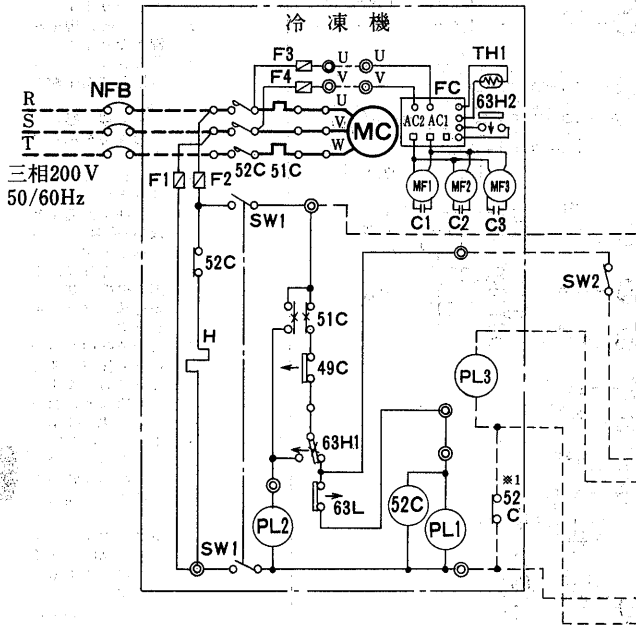 冷凍機
F3 U U
F4 V V
TH1
FC
63H2
NFB
R
S
T
U
V
W
MC
AC2 AC1
三相200V
50/60Hz
F1
F2
52C 51C
MF1
MF2
MF3
C1
C2
C3
SW1
52C
SW2
51C
H
49C
PL3
63H1
63L
※1
52
C
52C
PL2
PL1
SW1